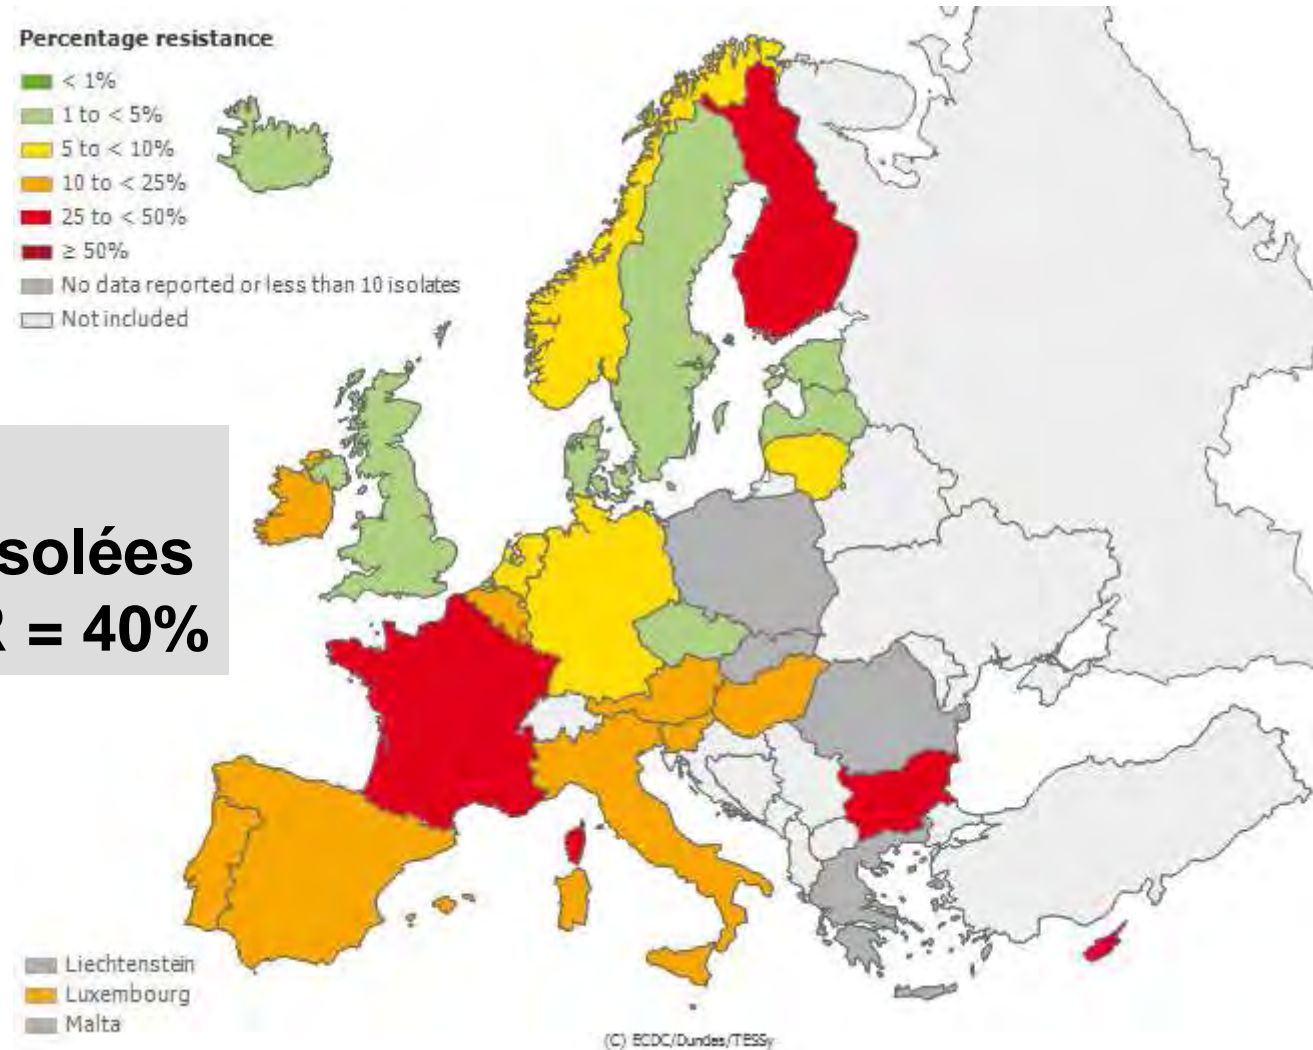 Percentage resistance
< 1%
1 to < 5%
5 to < 10%
10 to < 25%
25 to < 50%
≥ 50%
No data reported or less than 10 isolates
Not included
solées
= 40%
Liechtenstein
Luxembourg
Malta
(C) ECDC/Dundas/TESSy